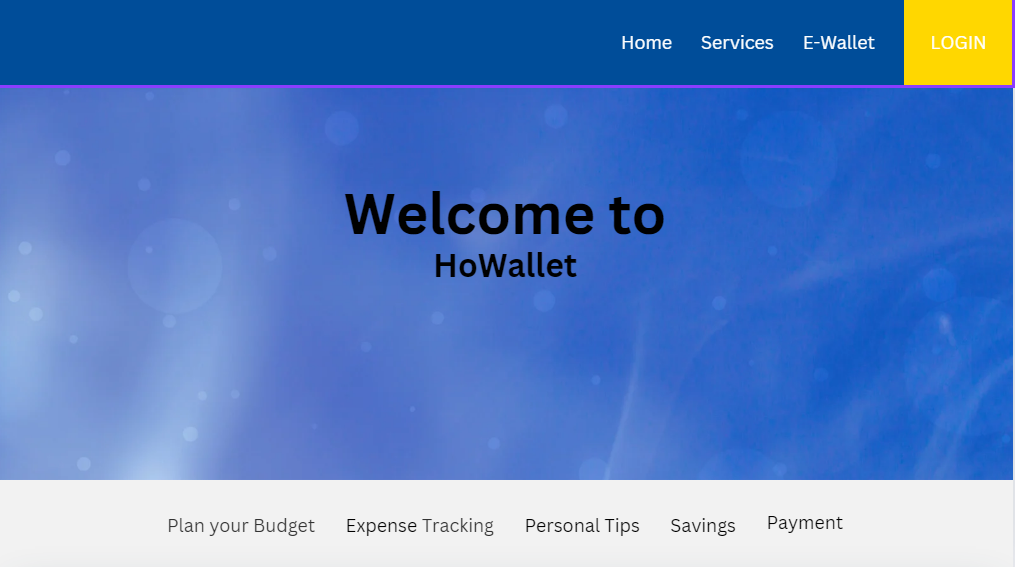 Home Services E-Wallet LOGIN
Welcome to
HoWallet
Plan your Budget Expense Tracking Personal Tips Savings Payment